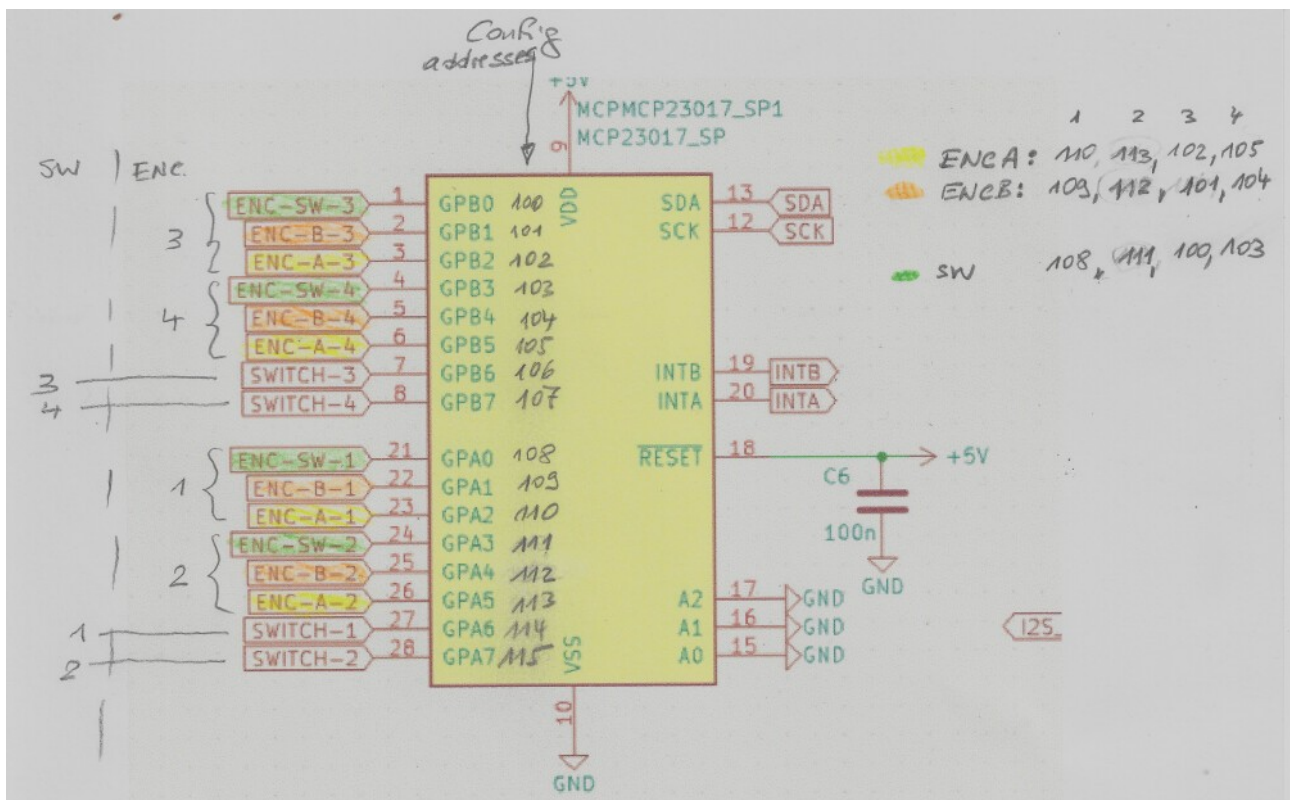 Config
addresses
+5V
MCPMCP23017_SP1
MCP23017_SP
9
1 2 3 4
ENCA: 110, 113, 102, 105
ENCB: 109, 112, 101, 104
SW 108, 111, 100, 103
SW | ENC.
3
4
3
4
1
2
1
2
ENC-SW-3 1 GPB0 100
ENC-B-3 2 GPB1 101
ENC-A-3 3 GPB2 102
ENC-SW-4 4 GPB3 103
ENC-B-4 5 GPB4 104
ENC-A-4 6 GPB5 105
SWITCH-3 7 GPB6 106
SWITCH-4 8 GPB7 107
ENC-SW-1 21 GPA0 108
ENC-B-1 22 GPA1 109
ENC-A-1 23 GPA2 110
ENC-SW-2 24 GPA3 111
ENC-B-2 25 GPA4 112
ENC-A-2 26 GPA5 113
SWITCH-1 27 GPA6 114
SWITCH-2 28 GPA7 115
VDD
VSS
10
GND
SDA 13 SDA
SCK 12 SCK
INTB 19 INTB
INTA 20 INTA
RESET 18 +5V
C6
100n
GND
A2 17 GND
A1 16 GND
A0 15 GND
I2S_